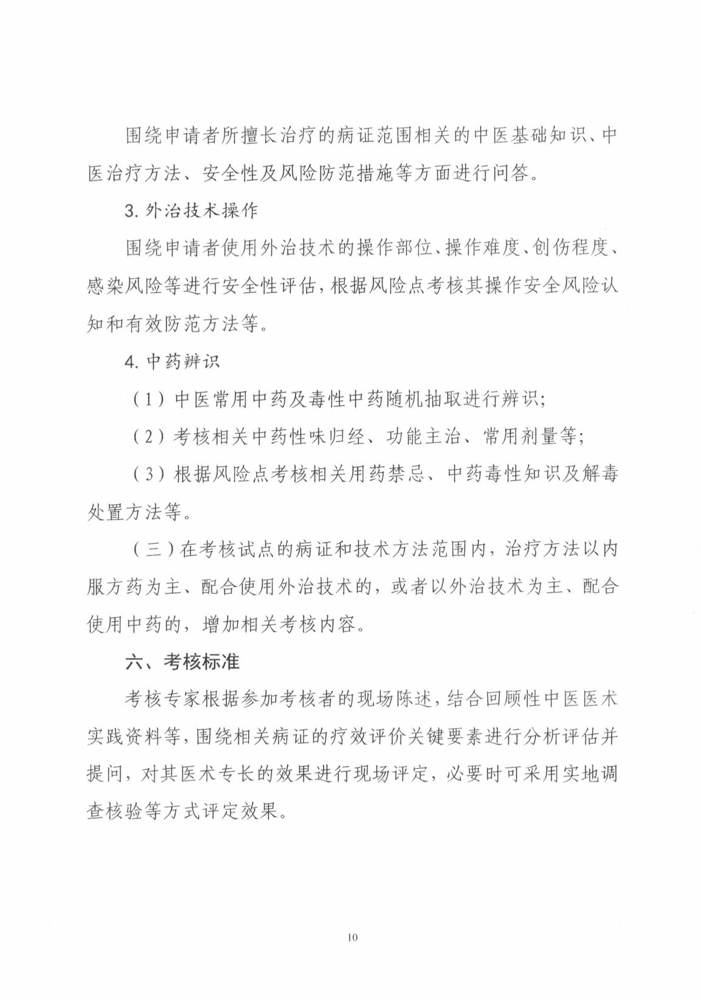 围绕申请者所擅长治疗的病证范围相关的中医基础知识、中
医治疗方法、安全性及风险防范措施等方面进行问答。
3. 外治技术操作
围绕申请者使用外治技术的操作部位、操作难度、创伤程度、
感染风险等进行安全性评估，根据风险点考核其操作安全风险认
知和有效防范方法等。
4. 中药辨识
（1）中医常用中药及毒性中药随机抽取进行辨识；
（2）考核相关中药性味归经、功能主治、常用剂量等；
（3）根据风险点考核相关用药禁忌、中药毒性知识及解毒
处置方法等。
（三）在考核试点的病证和技术方法范围内，治疗方法以内
服方药为主、配合使用外治技术的，或者以外治技术为主、配合
使用中药的，增加相关考核内容。
六、考核标准
考核专家根据参加考核者的现场陈述，结合回顾性中医医术
实践资料等，围绕相关病证的疗效评价关键要素进行分析评估并
提问，对其医术专长的效果进行现场评定，必要时可采用实地调
查核验等方式评定效果。
10